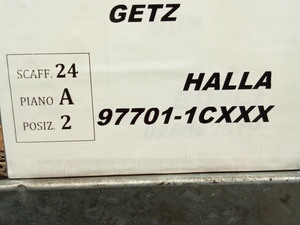 GETZ
SCAFF. 24
PIANO A
POSIZ. 2
HALLA
97701-1CXXX